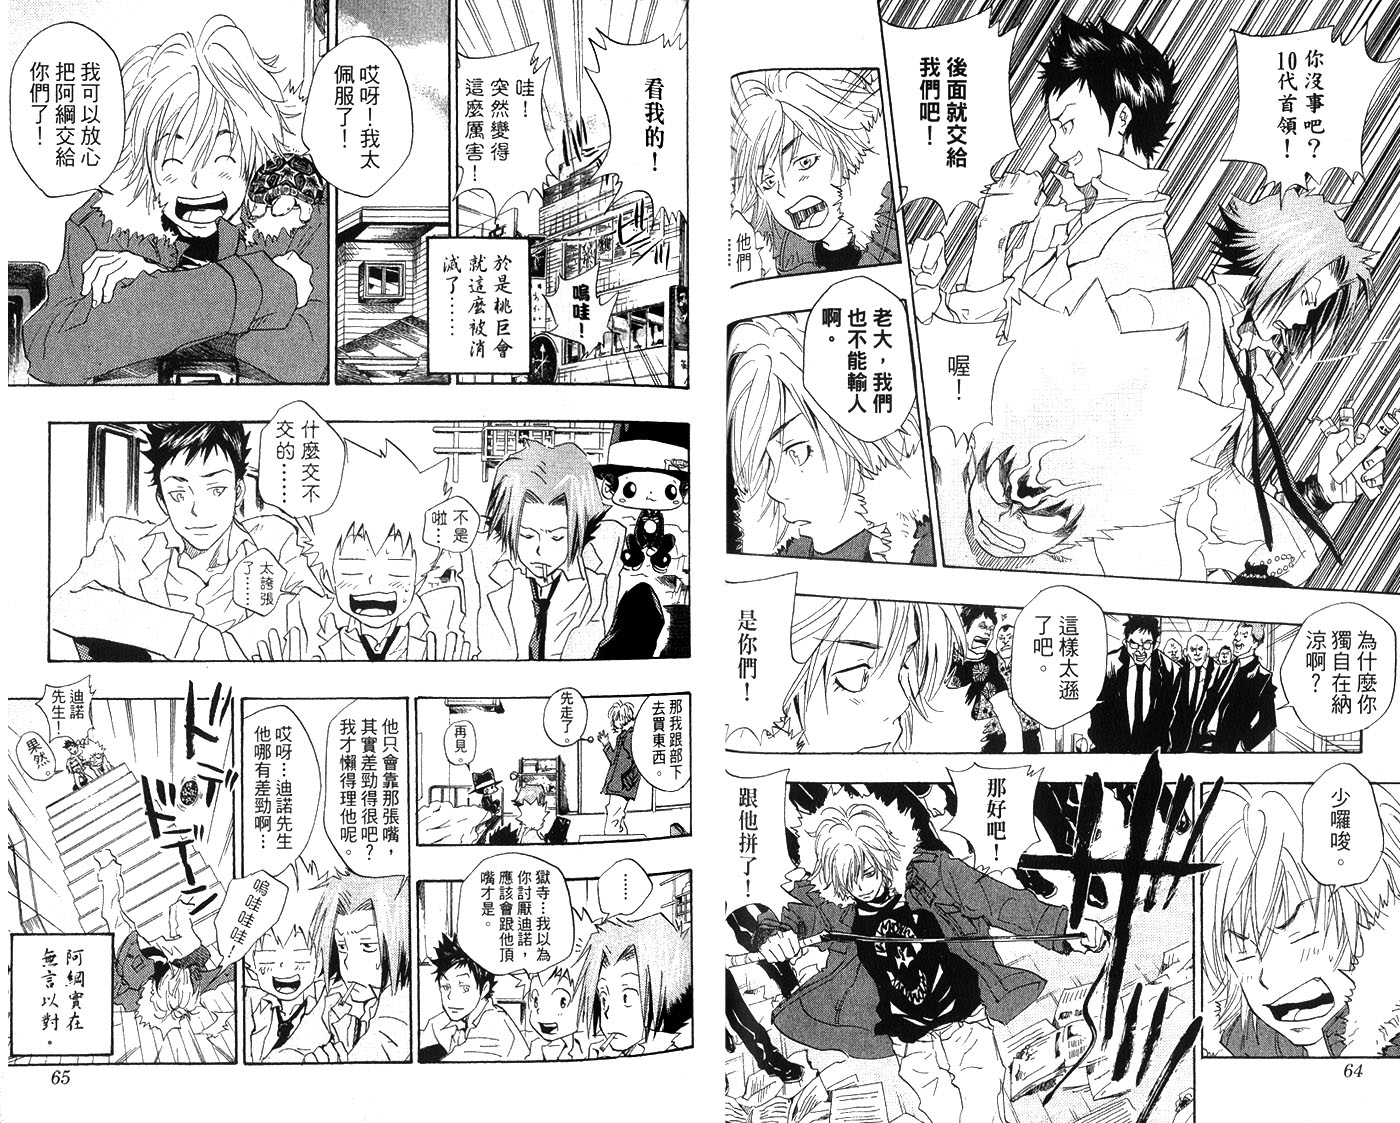 你沒事吧？
10代首領！
後面就交給
我們吧！
喔！
他們
……
老大，我們
也不能輸人
啊。
為什麼你
獨自在納
涼啊？
這樣太遜
了吧。
是你們！
少囉唆。
那好吧！
跟他拼了！
64
看我的！
哇！
突然變得
這麼厲害！
嗚哇！
於是桃巨會
就這麼被消
滅了……
哎呀！我太
佩服了！
我可以放心
把阿綱交給
你們了！
不是
啦…
什麼交不
交的……
太誇張
了……
那我跟部下
去買東西。
先走了。
再見。
……
獄寺…我以為
你討厭迪諾，
應該會跟他頂
嘴才是。
他只會靠那張嘴，
其實差勁得很吧？
我才懶得理他呢。
哎呀…迪諾先生
他哪有差勁啊…
嗚哇哇哇！
迪諾
先生！
果然。
阿綱實在
無言以對。
65